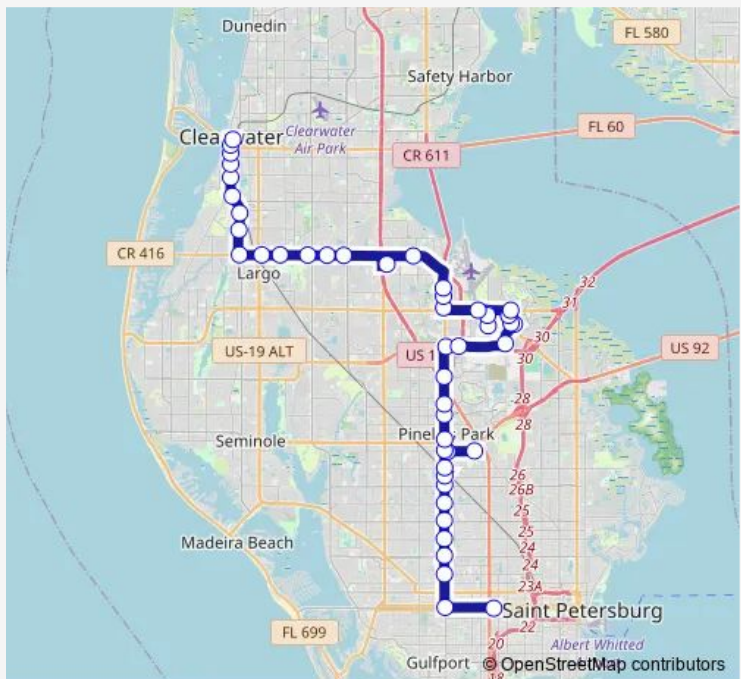 Dunedin
FL 580
Safety Harbor
Clearwater
Clearwater
Air Park
FL 60
CR 611
CR 416
Largo
32
31
30
US-19 ALT
US 1
30
US 92
28
28
Seminole
Pinellas Park
26
26B
25
25
Madeira Beach
24
24
23A
Saint Petersburg
22
FL 699
20
Albert Whitted
Gulfport
© OpenStreetMap contributors
18